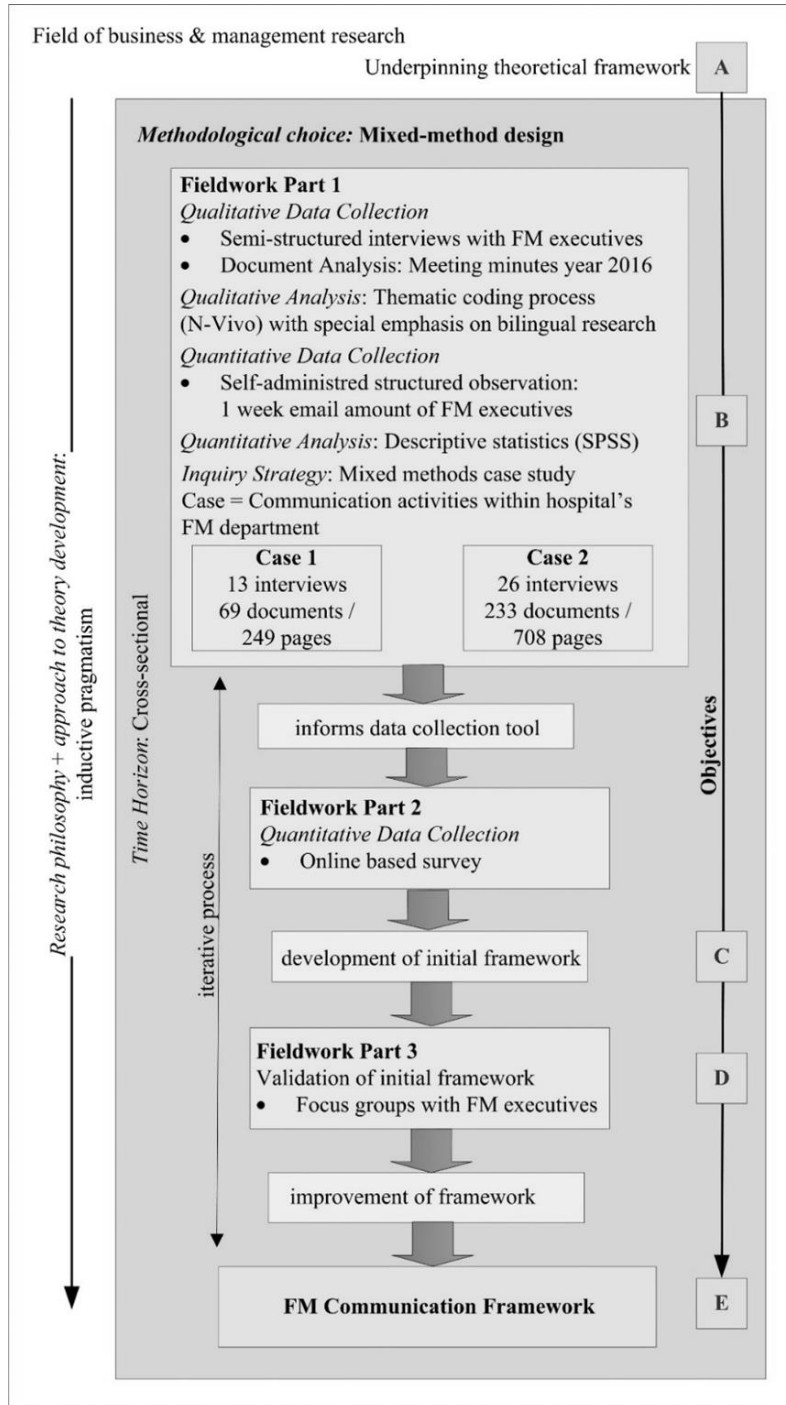 Field of business & management research
Underpinning theoretical framework
A
Methodological choice: Mixed-method design
Fieldwork Part 1
Qualitative Data Collection
• Semi-structured interviews with FM executives
• Document Analysis: Meeting minutes year 2016
Qualitative Analysis: Thematic coding process
(N-Vivo) with special emphasis on bilingual research
Quantitative Data Collection
• Self-administred structured observation:
1 week email amount of FM executives
Quantitative Analysis: Descriptive statistics (SPSS)
Inquiry Strategy: Mixed methods case study
Case = Communication activities within hospital's
FM department
Case 1
13 interviews
69 documents /
249 pages
Case 2
26 interviews
233 documents /
708 pages
B
Research philosophy + approach to theory development:
inductive pragmatism
Time Horizon: Cross-sectional
iterative process
Objectives
informs data collection tool
Fieldwork Part 2
Quantitative Data Collection
• Online based survey
development of initial framework
C
Fieldwork Part 3
Validation of initial framework
• Focus groups with FM executives
D
improvement of framework
FM Communication Framework
E